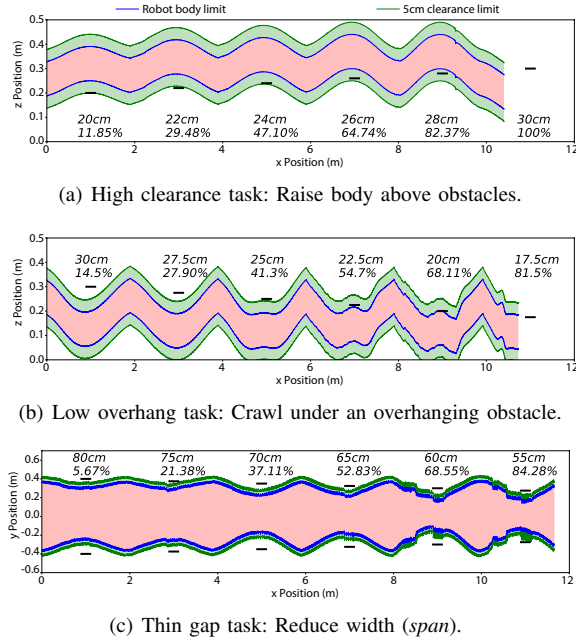 Robot body limit 5cm clearance limit
0.5
0.4
0.3
0.2
0.1
0.0
z Position (m)
20cm 22cm 24cm 26cm 28cm 30cm
11.85% 29.48% 47.10% 64.74% 82.37% 100%
0 2 4 6 8 10 12
x Position (m)
(a) High clearance task: Raise body above obstacles.
0.5
0.4
0.3
0.2
0.1
0.0
z Position (m)
30cm 27.5cm 25cm 22.5cm 20cm 17.5cm
14.5% 27.90% 41.3% 54.7% 68.11% 81.5%
0 2 4 6 8 10 12
x Position (m)
(b) Low overhang task: Crawl under an overhanging obstacle.
0.6
0.4
0.2
0.0
-0.2
-0.4
-0.6
y Position (m)
80cm 75cm 70cm 65cm 60cm 55cm
5.67% 21.38% 37.11% 52.83% 68.55% 84.28%
0 2 4 6 8 10 12
x Position (m)
(c) Thin gap task: Reduce width (span).